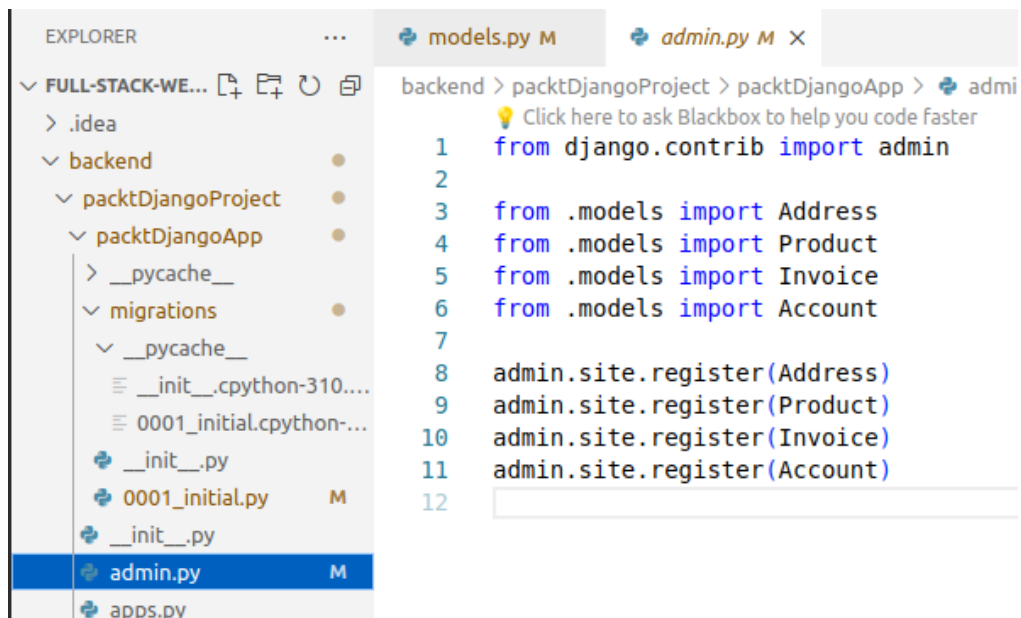 EXPLORER ...
FULL-STACK-WE...
.idea
backend
packtDjangoProject
packtDjangoApp
__pycache__
migrations
__pycache__
__init__.cpython-310....
0001_initial.cpython-...
__init__.py
0001_initial.py M
__init__.py
admin.py M
apps.py
models.py M admin.py M
backend > packtDjangoProject > packtDjangoApp > admi
Click here to ask Blackbox to help you code faster
1 from django.contrib import admin
2
3 from .models import Address
4 from .models import Product
5 from .models import Invoice
6 from .models import Account
7
8 admin.site.register(Address)
9 admin.site.register(Product)
10 admin.site.register(Invoice)
11 admin.site.register(Account)
12